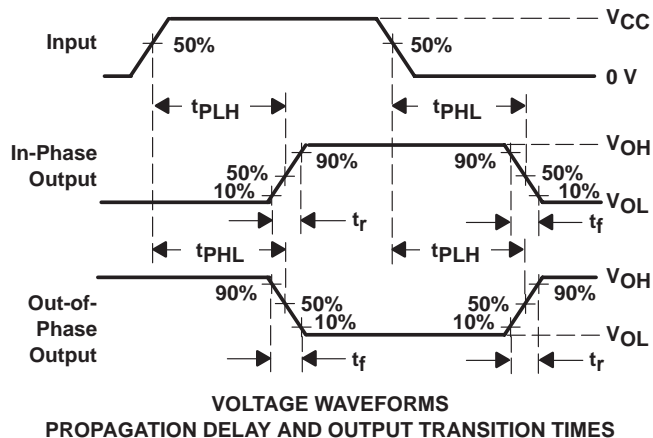 Input
50%
50%
VCC
0 V
tPLH
tPHL
In-Phase
Output
50%
10%
90%
90%
50%
10%
VOH
VOL
tr
tf
tPHL
tPLH
Out-of-
Phase
Output
90%
50%
10%
50%
10%
90%
VOH
VOL
tf
tr
VOLTAGE WAVEFORMS
PROPAGATION DELAY AND OUTPUT TRANSITION TIMES